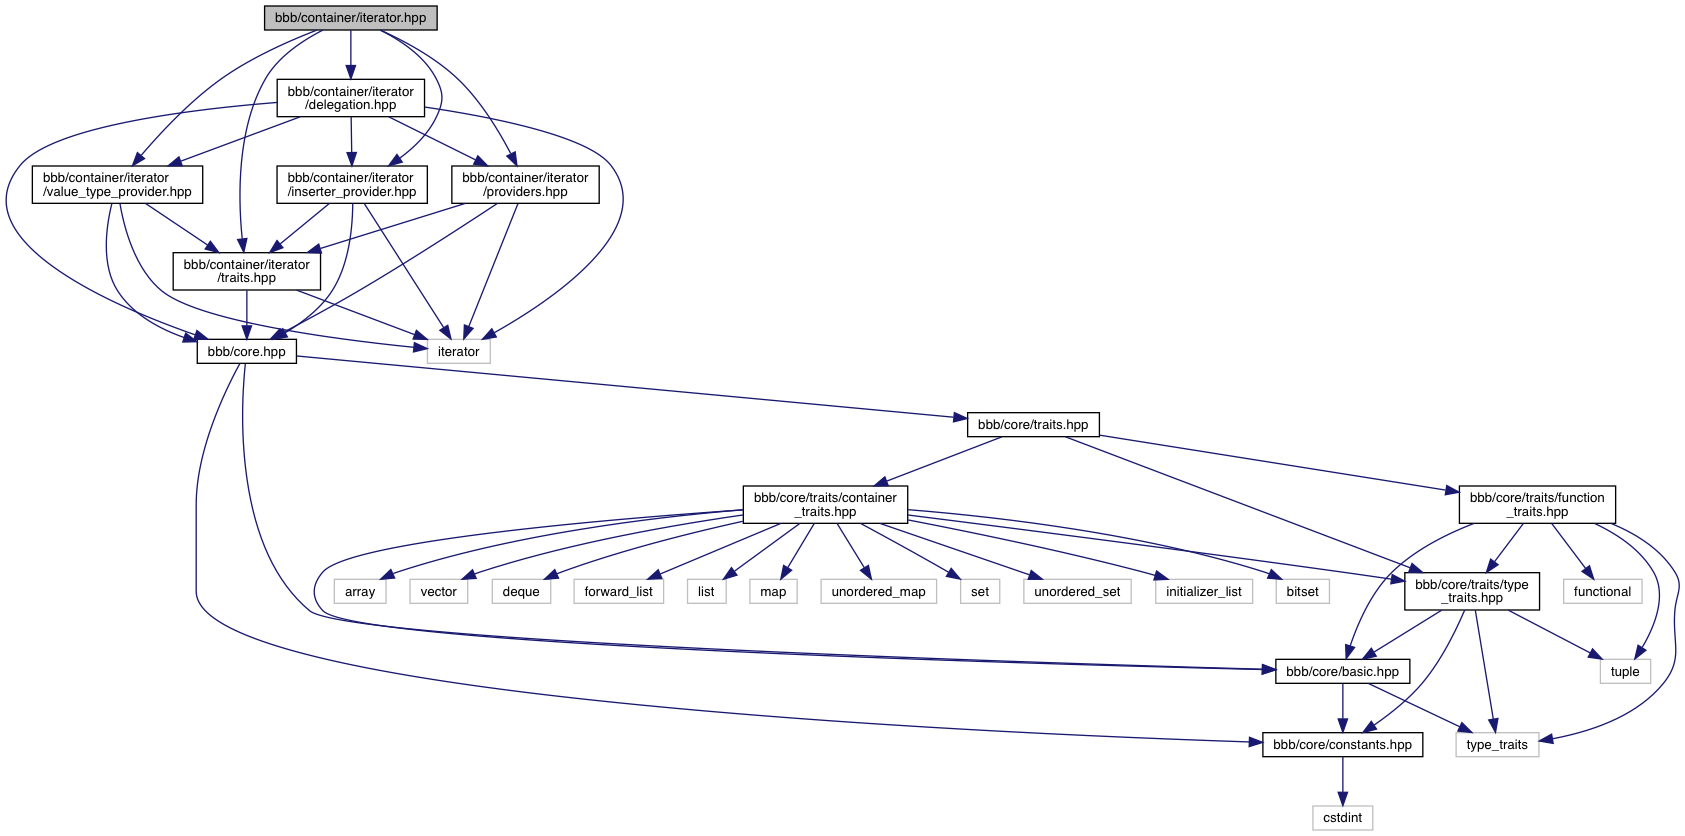 bbb/container/iterator.hpp
bbb/container/iterator
/delegation.hpp
bbb/container/iterator
/value_type_provider.hpp
bbb/container/iterator
/inserter_provider.hpp
bbb/container/iterator
/providers.hpp
bbb/container/iterator
/traits.hpp
bbb/core.hpp
iterator
bbb/core/traits.hpp
bbb/core/traits/container
_traits.hpp
bbb/core/traits/function
_traits.hpp
array
vector
deque
forward_list
list
map
unordered_map
set
unordered_set
initializer_list
bitset
bbb/core/traits/type
_traits.hpp
functional
bbb/core/basic.hpp
tuple
bbb/core/constants.hpp
type_traits
cstdint